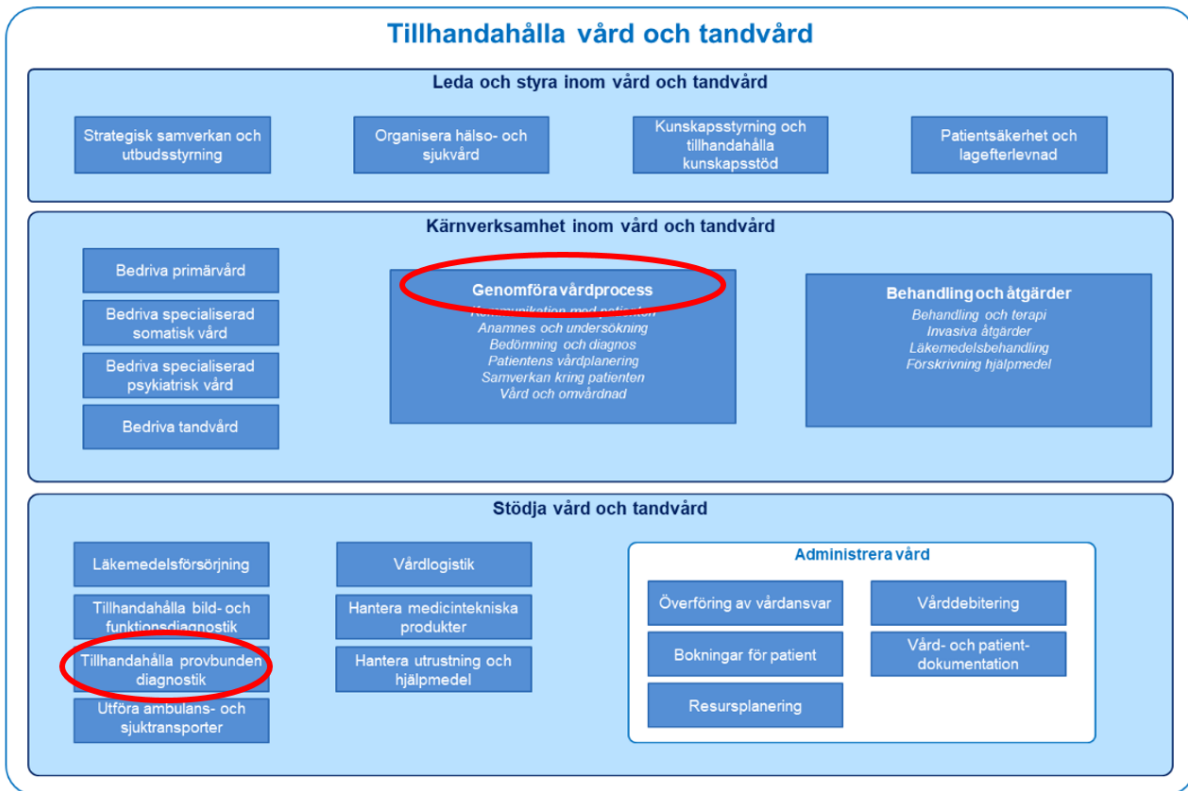 Tillhandahålla vård och tandvård
Leda och styra inom vård och tandvård
Strategisk samverkan och
utbudsstyrning
Organisera hälso- och
sjukvård
Kunskapsstyrning och
tillhandahålla
kunskapsstöd
Patientsäkerhet och
lagefterlevnad
Kärnverksamhet inom vård och tandvård
Bedriva primärvård
Bedriva specialiserad
somatisk vård
Bedriva specialiserad
psykiatrisk vård
Bedriva tandvård
Genomföra vårdprocess
Kommunikation med patienten
Anamnes och undersökning
Bedömning och diagnos
Patientens vårdplanering
Samverkan kring patienten
Vård och omvårdnad
Behandling och åtgärder
Behandling och terapi
Invasiva åtgärder
Läkemedelsbehandling
Förskrivning hjälpmedel
Stödja vård och tandvård
Läkemedelsförsörjning
Tillhandahålla bild- och
funktionsdiagnostik
Tillhandahålla provbunden
diagnostik
Utföra ambulans- och
sjuktransporter
Vårdlogistik
Hantera medicintekniska
produkter
Hantera utrustning och
hjälpmedel
Administrera vård
Överföring av vårdansvar
Bokningar för patient
Resursplanering
Vårddebitering
Vård- och patient-
dokumentation